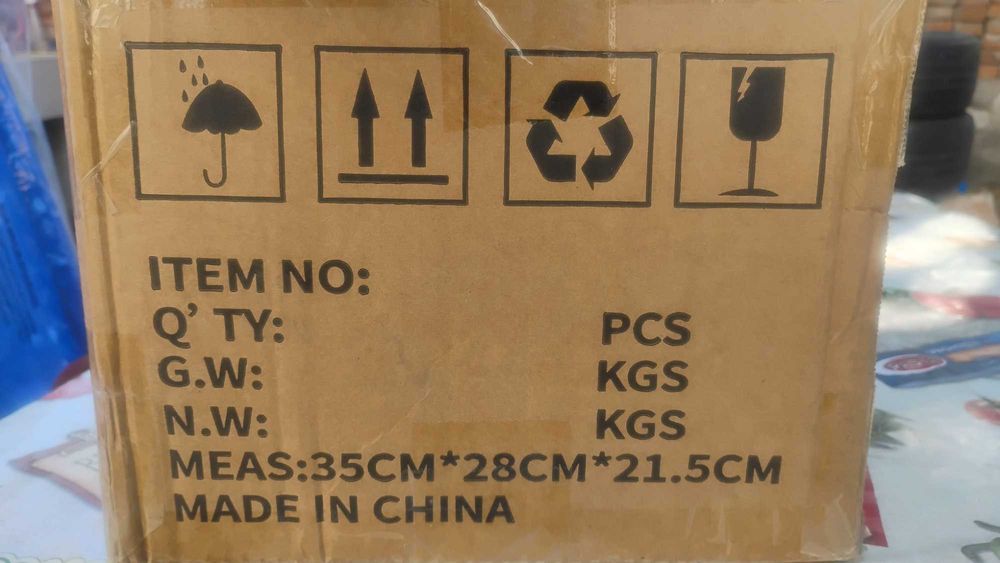 ITEM NO:
Q' TY: PCS
G.W: KGS
N.W: KGS
MEAS:35CM*28CM*21.5CM
MADE IN CHINA